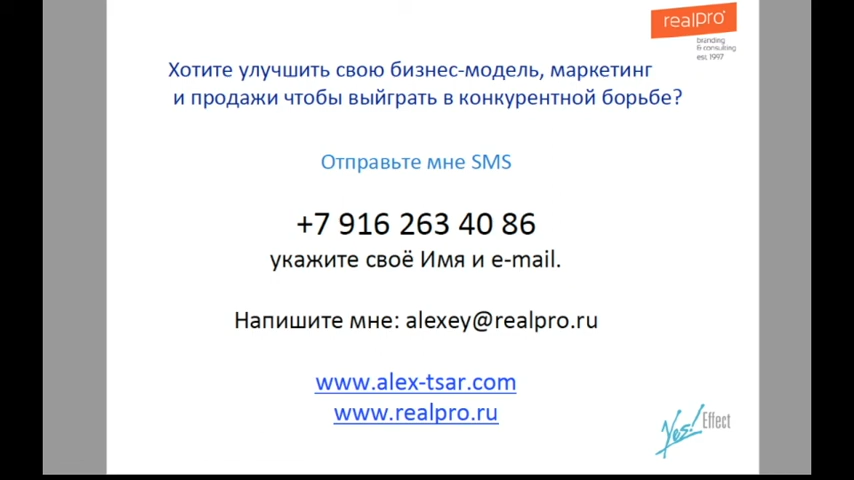 realpro
branding
& consulting
est. 1997
Хотите улучшить свою бизнес-модель, маркетинг
и продажи чтобы выйграть в конкурентной борьбе?
Отправьте мне SMS
+7 916 263 40 86
укажите своё Имя и e-mail.
Напишите мне: alexey@realpro.ru
www.alex-tsar.com
www.realpro.ru
Yes! Effect